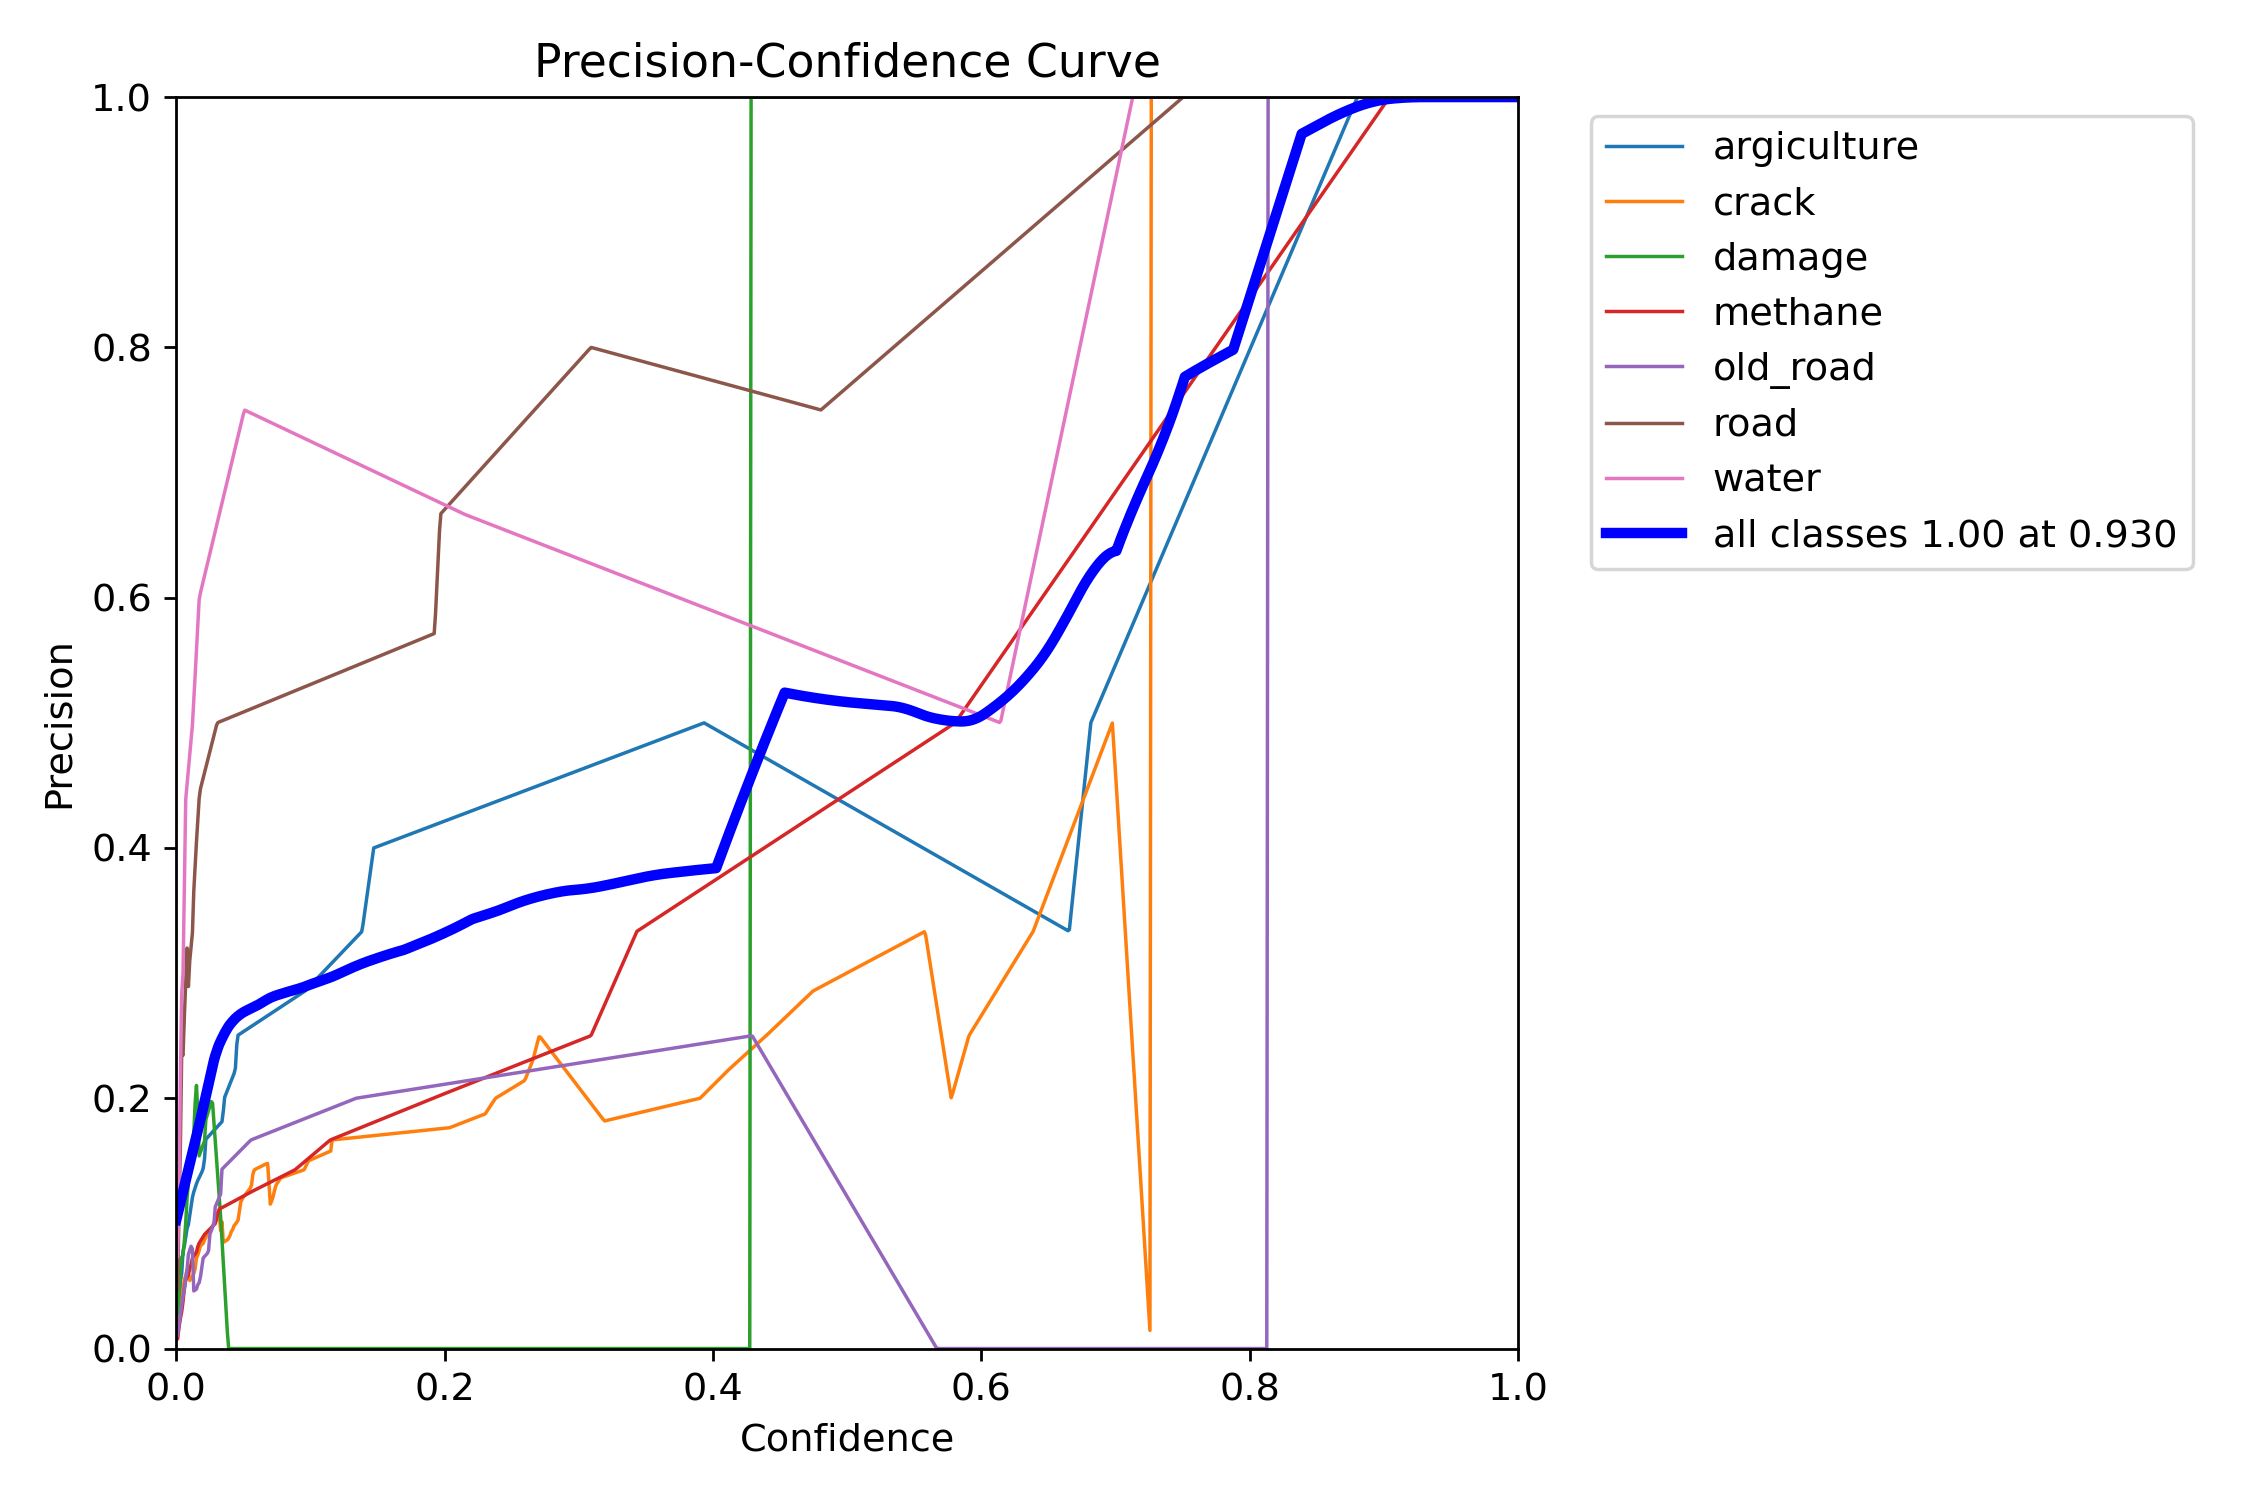 Precision-Confidence Curve
1.0
0.8
0.6
0.4
0.2
0.0
Precision
0.0 0.2 0.4 0.6 0.8 1.0
Confidence
argiculture
crack
damage
methane
old_road
road
water
all classes 1.00 at 0.930